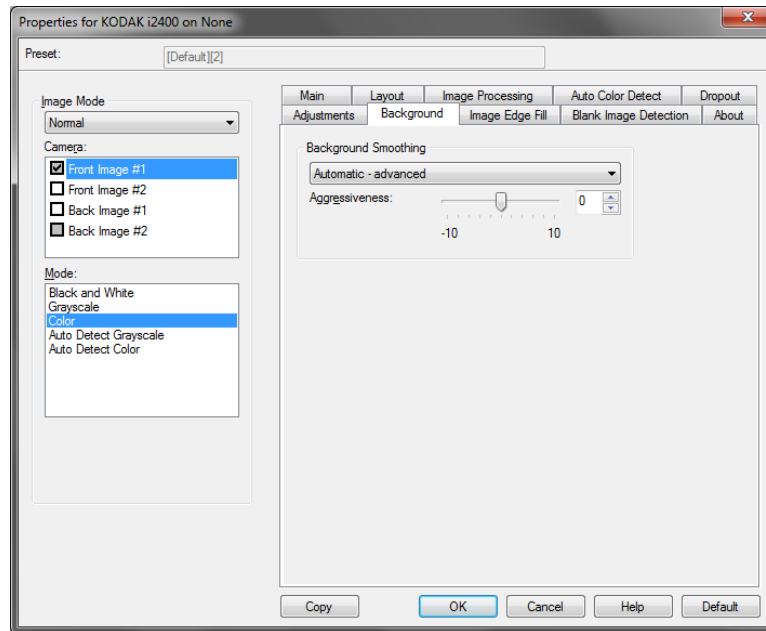 Properties for KODAK i2400 on None
Preset:
[Default][2]
Image Mode
Normal
Camera:
Front Image #1
Front Image #2
Back Image #1
Back Image #2
Mode:
Black and White
Grayscale
Color
Auto Detect Grayscale
Auto Detect Color
Main Layout Image Processing Auto Color Detect Dropout
Adjustments Background Image Edge Fill Blank Image Detection About
Background Smoothing
Automatic - advanced
Aggressiveness: 0
-10 10
Copy OK Cancel Help Default